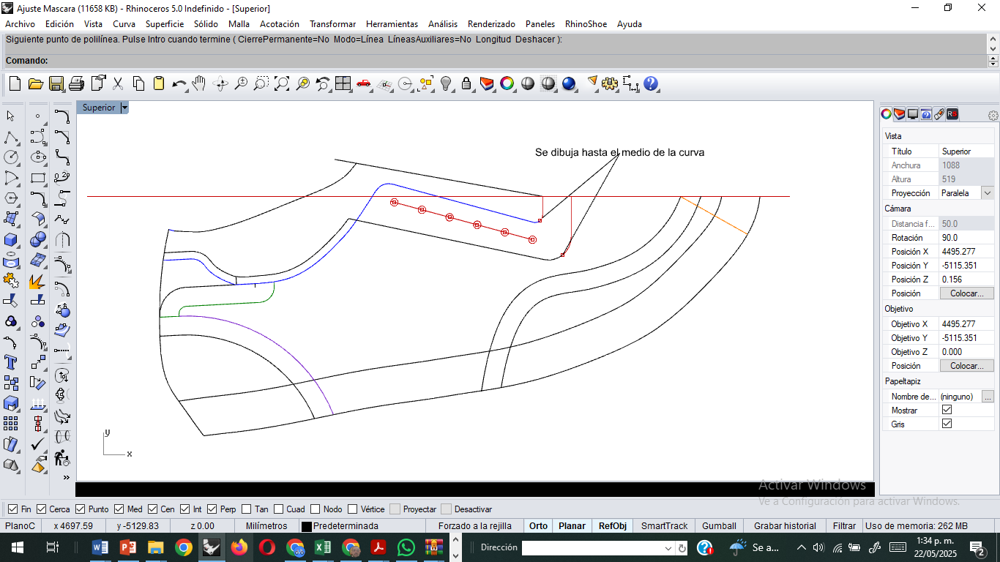 Ajuste Mascara (11658 KB) - Rhinoceros 5.0 Indefinido - [Superior]
Archivo Edición Vista Curva Superficie Sólido Malla Acotación Transformar Herramientas Análisis Renderizado Paneles RhinoShoe Ayuda
Siguiente punto de polilínea. Pulse Intro cuando termine ( CierrePermanente=No Modo=Línea LíneasAuxiliares=No Longitud Deshacer ):
Comando:
Superior
Se dibuja hasta el medio de la curva
y
x
Vista
Título Superior
Anchura 1088
Altura 519
Proyección Paralela
Cámara
Distancia f... 50.0
Rotación 90.0
Posición X 4495.277
Posición Y -5115.351
Posición Z 0.156
Posición Colocar...
Objetivo
Objetivo X 4495.277
Objetivo Y -5115.351
Objetivo Z 0.000
Posición Colocar...
Papeltapiz
Nombre de... (ninguno) ...
Mostrar
Gris
Activar Windows
Ve a Configuración para activar Windows.
Fin Cerca Punto Med Cen Int Perp Tan Cuad Nodo Vértice Proyectar Desactivar
PlanoC x 4697.59 y -5129.83 z 0.00 Milímetros Predeterminada Forzado a la rejilla Orto Planar RefObj SmartTrack Gumball Grabar historial Filtrar Uso de memoria: 262 MB
Dirección
Se a...
1:34 p. m.
22/05/2025
2